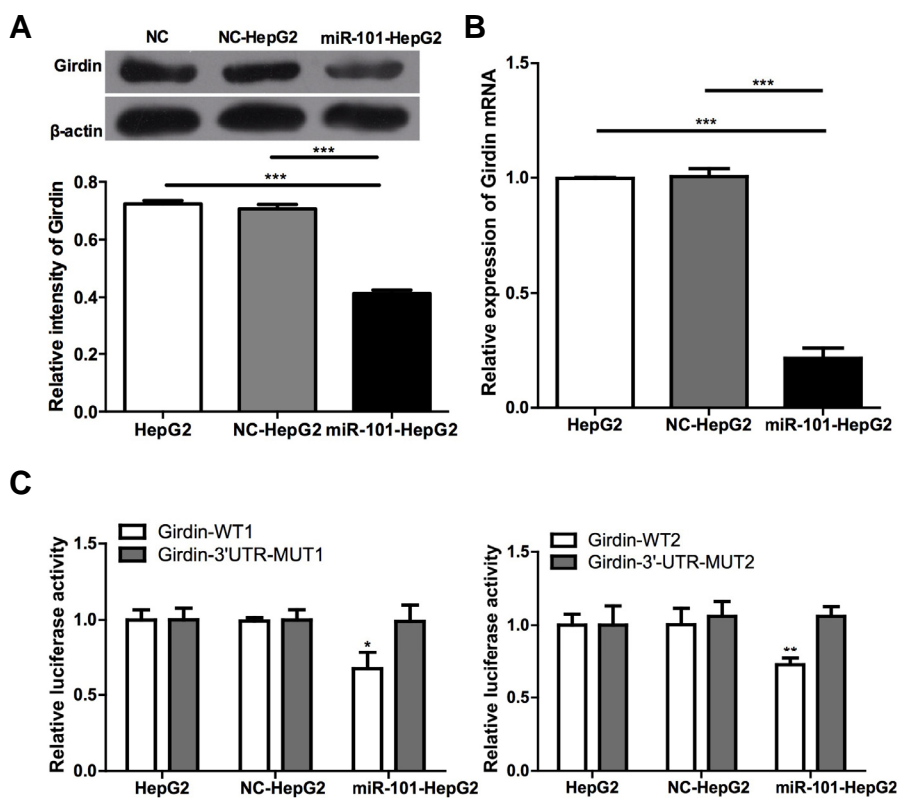 A
NC NC-HepG2 miR-101-HepG2
Girdin
β-actin
***
***
Relative intensity of Girdin
0.8
0.6
0.4
0.2
0.0
HepG2 NC-HepG2 miR-101-HepG2
B
Relative expression of Girdin mRNA
1.5
1.0
0.5
0.0
***
***
HepG2 NC-HepG2 miR-101-HepG2
C
Girdin-WT1
Girdin-3'UTR-MUT1
Relative luciferase activity
1.5
1.0
0.5
0.0
*
HepG2 NC-HepG2 miR-101-HepG2
Girdin-WT2
Girdin-3'-UTR-MUT2
Relative luciferase activity
1.5
1.0
0.5
0.0
**
HepG2 NC-HepG2 miR-101-HepG2